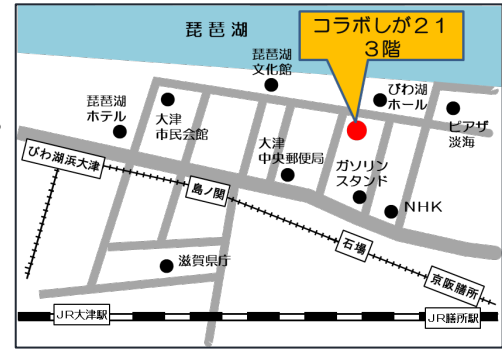 琵琶湖
コラボしが２１
３階
琵琶湖
文化館
びわ湖
ホール
ピアザ
淡海
琵琶湖
ホテル
大津
市民会館
大津
中央郵便局
ガソリン
スタンド
NHK
びわ湖浜大津
島ノ関
石場
京阪膳所
滋賀県庁
JR大津駅
JR膳所駅